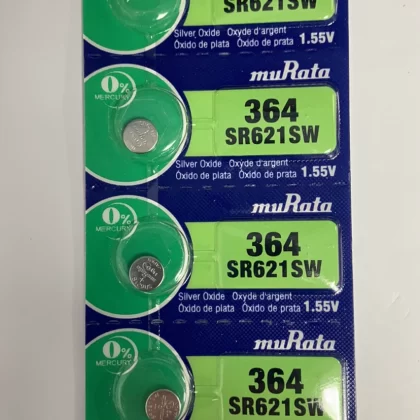 SR621SW
Silver Oxide Oxyde d'argent
Óxido de plata Óxido de prata 1.55V
muRata
0%
MERCURY
364
SR621SW
Silver Oxide Oxyde d'argent
Óxido de plata Óxido de prata 1.55V
muRata
0%
MERCURY
364
SR621SW
Silver Oxide Oxyde d'argent
Óxido de plata Óxido de prata 1.55V
muRata
0%
MERCURY
364
SR621SW